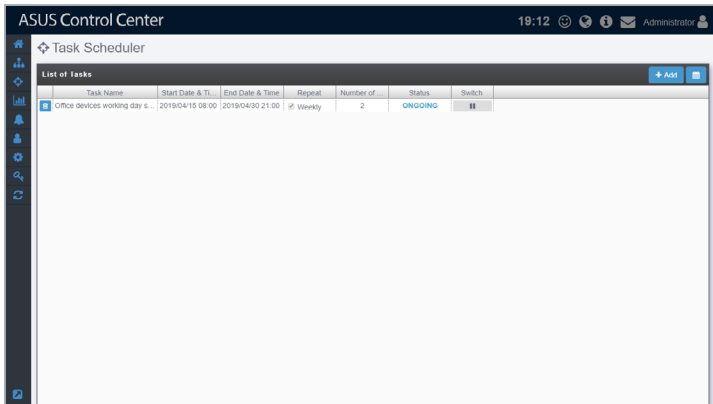 ASUS Control Center
19:12
Administrator
Task Scheduler
List of Tasks
+ Add
Task Name Start Date & Ti... End Date & Time Repeat Number of ... Status Switch
Office devices working day s... 2019/04/15 08:00 2019/04/30 21:00 Weekly 2 ONGOING